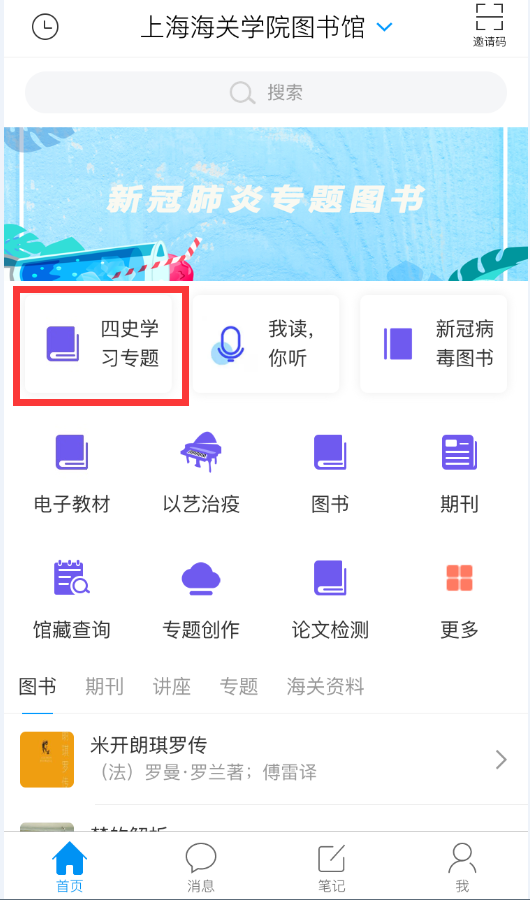 上海海关学院图书馆
邀请码
搜索
新冠肺炎专题图书
四史学
习专题
我读,
你听
新冠病
毒图书
电子教材
以艺治疫
图书
期刊
馆藏查询
专题创作
论文检测
更多
图书 期刊 讲座 专题 海关资料
米开朗琪罗传
（法）罗曼·罗兰著；傅雷译
梦的解析
首页 消息 笔记 我